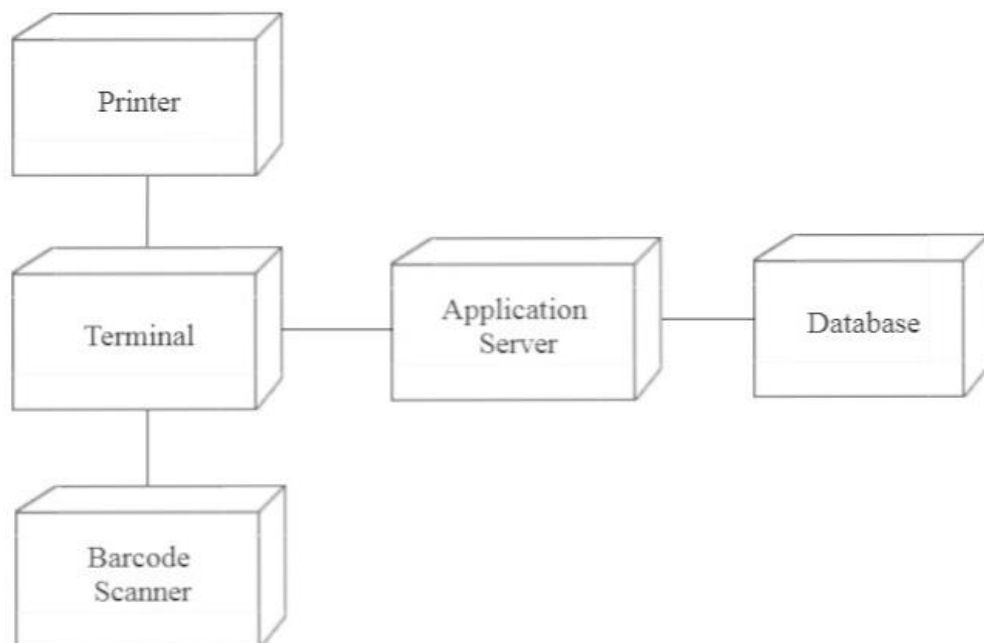 Printer
Terminal
Application
Server
Database
Barcode
Scanner